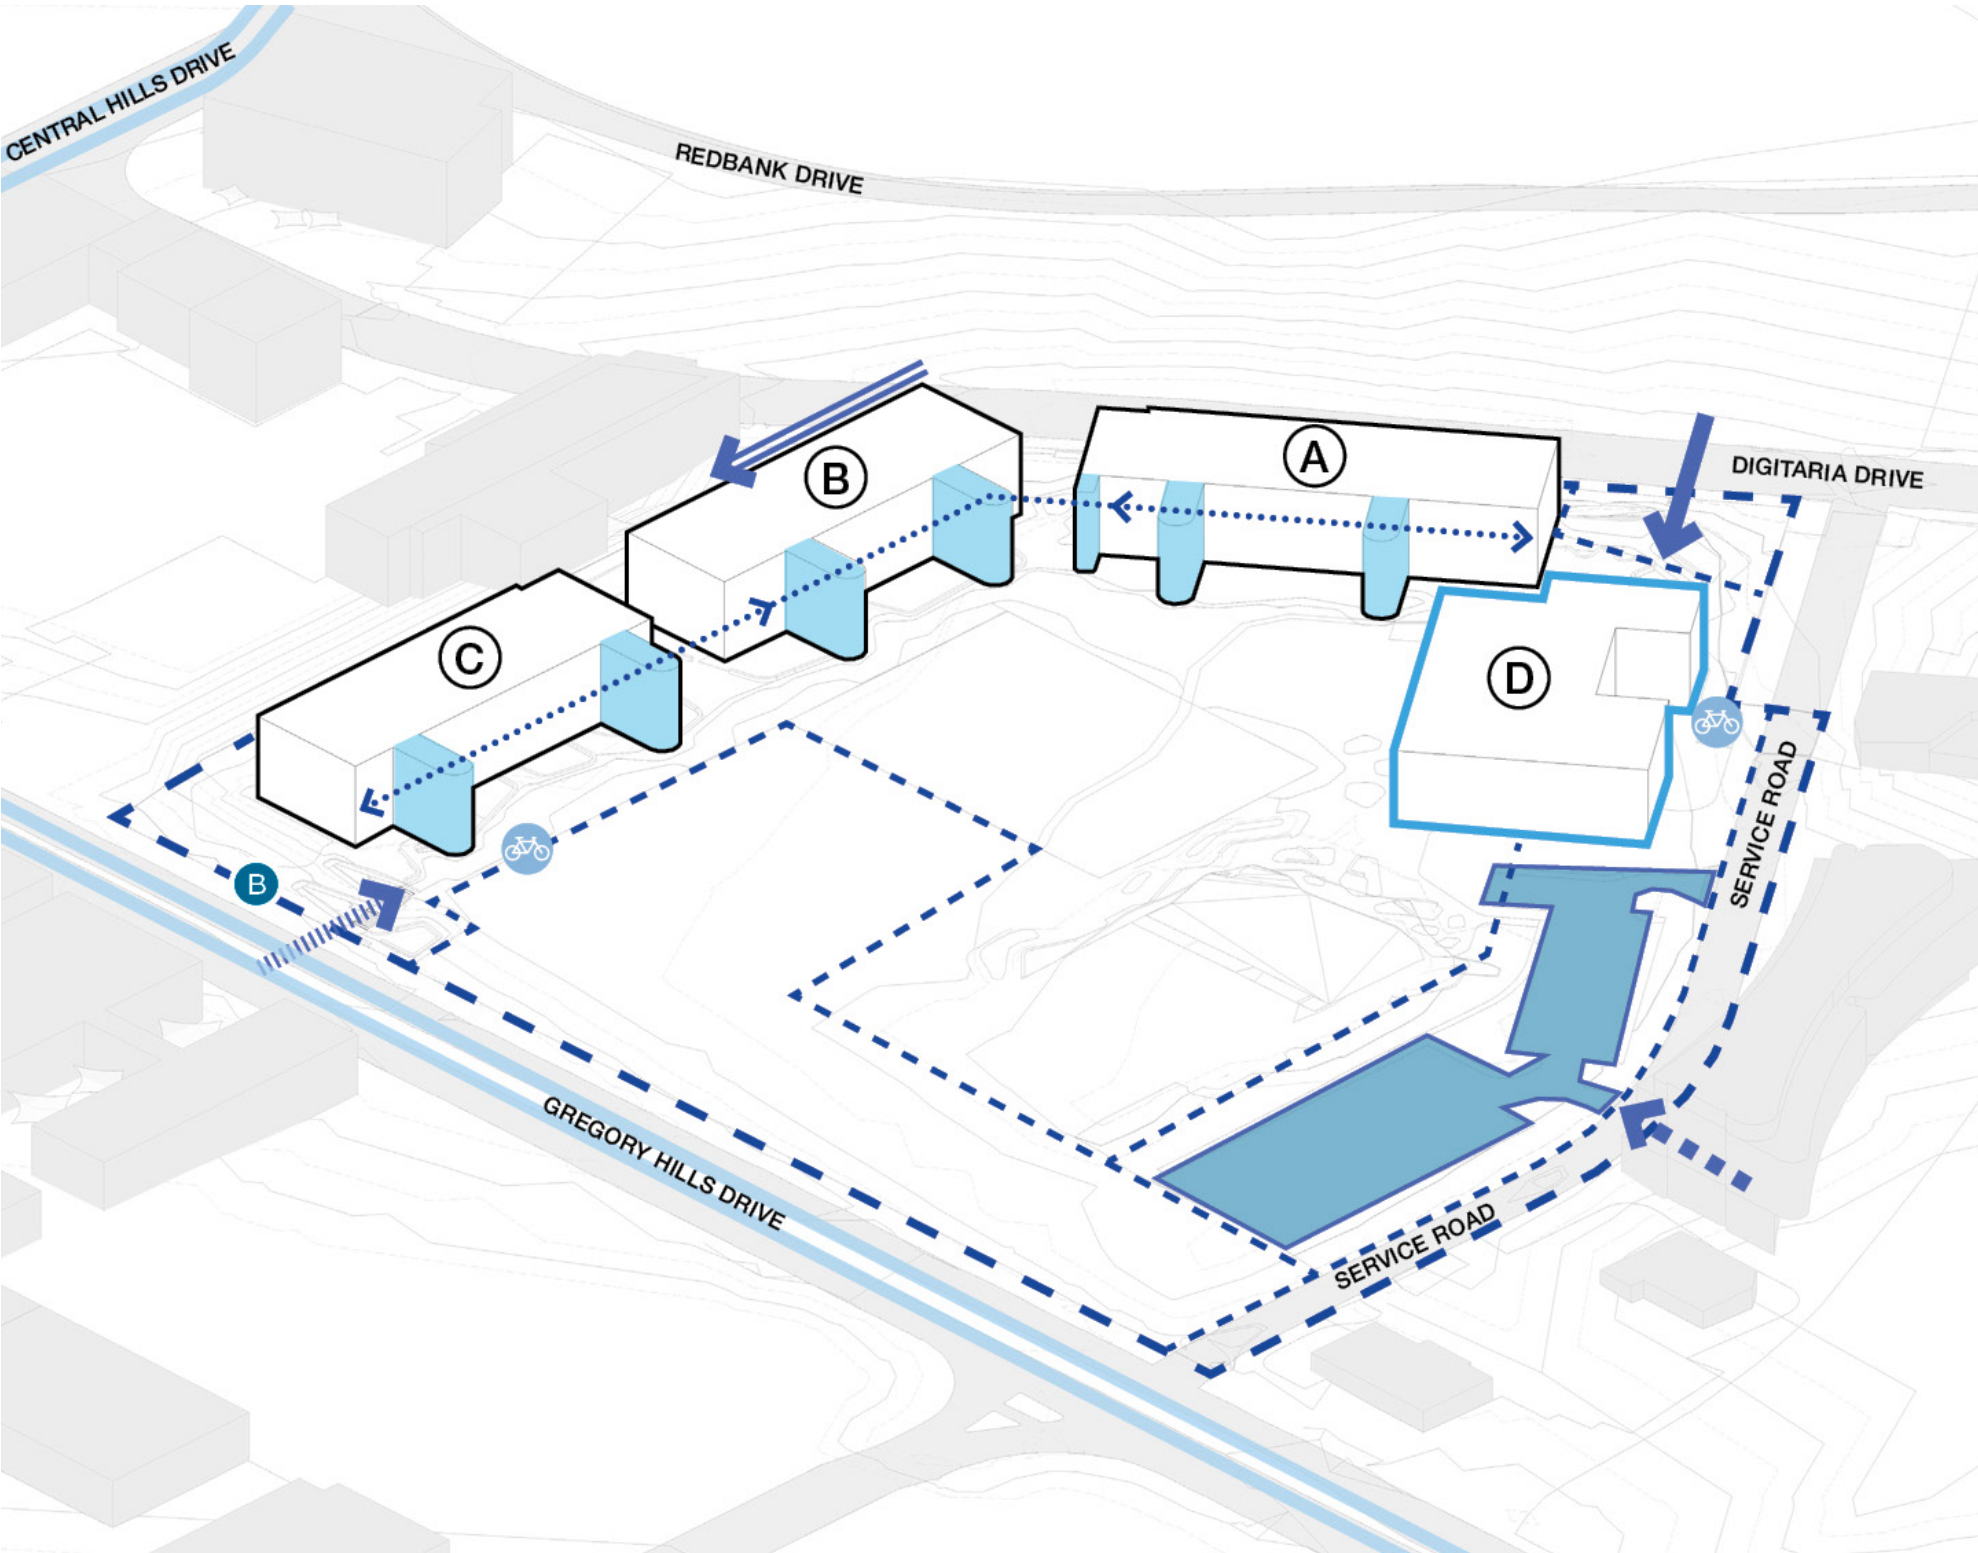 CENTRAL HILLS DRIVE
REDBANK DRIVE
A
B
DIGITARIA DRIVE
C
D
SERVICE ROAD
B
GREGORY HILLS DRIVE
SERVICE ROAD